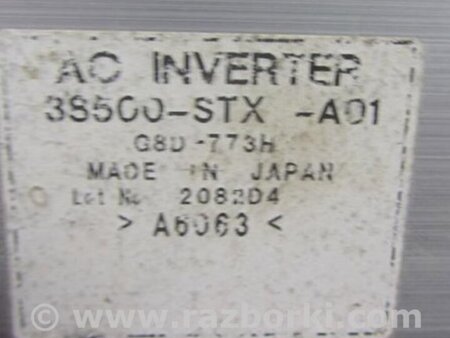 AC INVERTER
38500-STX -A01
G8D-773H
MADE IN JAPAN
Lot No 2082D4
> A6063 <
© www.razborki.com